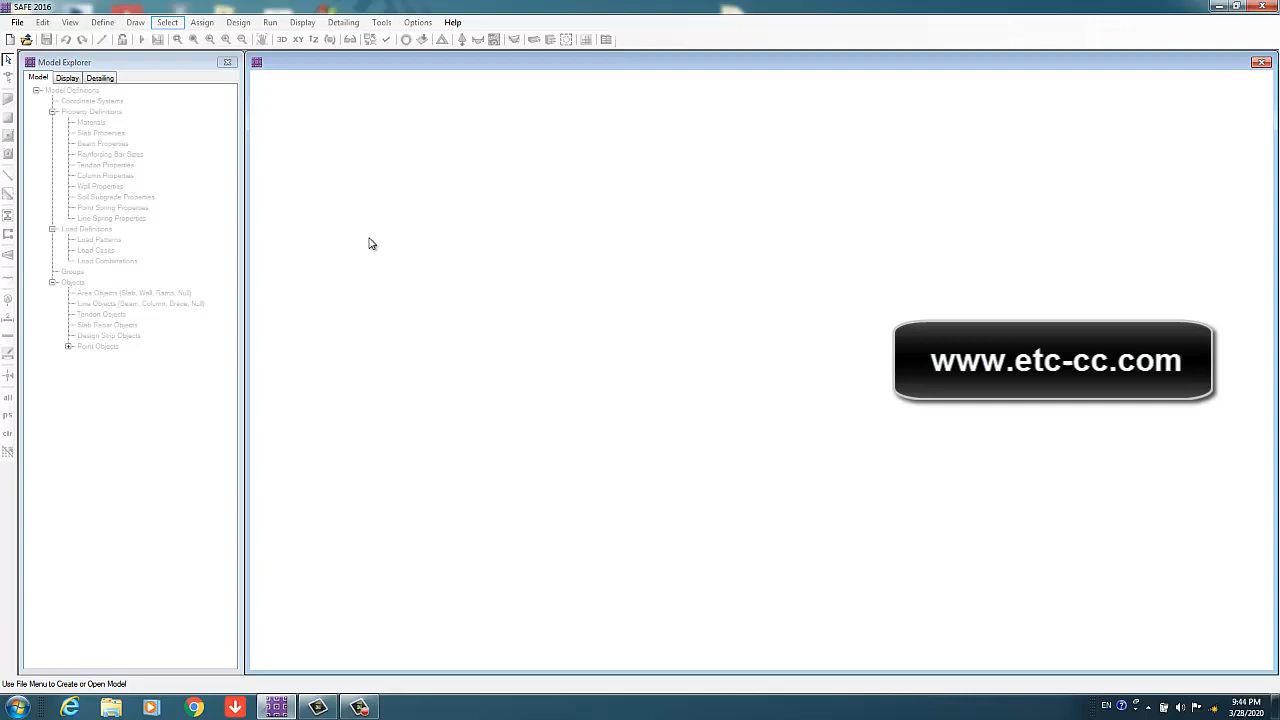 SAFE 2016
File Edit View Define Draw Select Assign Design Run Display Detailing Tools Options Help
3D XY
Model Explorer
Model Display Detailing
Model Definitions
Coordinate Systems
Property Definitions
Materials
Slab Properties
Beam Properties
Reinforcing Bar Sizes
Tendon Properties
Column Properties
Wall Properties
Soil Subgrade Properties
Point Spring Properties
Line Spring Properties
Load Definitions
Load Patterns
Load Cases
Load Combinations
Groups
Objects
Area Objects (Slab, Wall, Ramp, Null)
Line Objects (Beam, Column, Brace, Null)
Tendon Objects
Slab Rebar Objects
Design Strip Objects
Point Objects
www.etc-cc.com
all
ps
clr
Use File Menu to Create or Open Model
EN
9:44 PM
3/28/2020